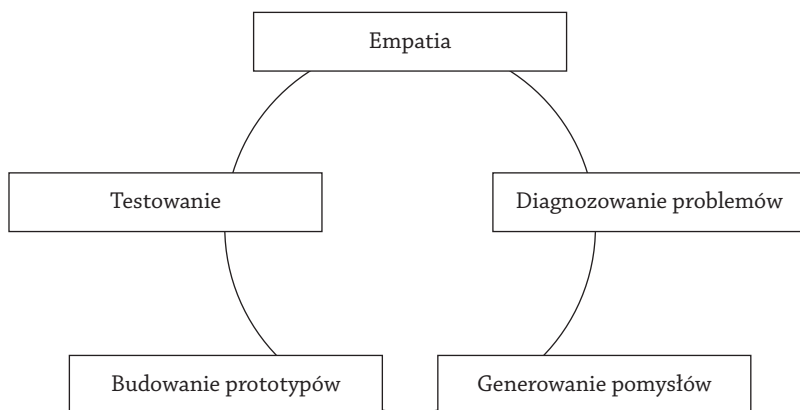 Empatia
Testowanie
Diagnozowanie problemów
Budowanie prototypów
Generowanie pomysłów